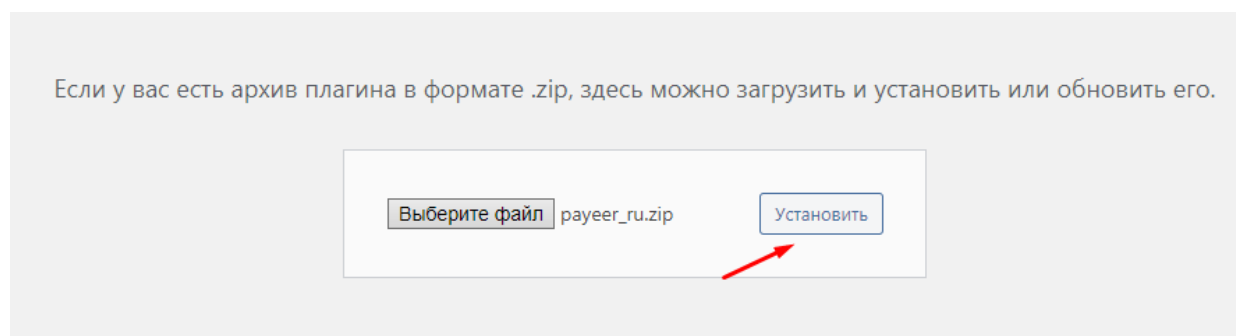 Если у вас есть архив плагина в формате .zip, здесь можно загрузить и установить или обновить его.
Выберите файл payeer_ru.zip Установить